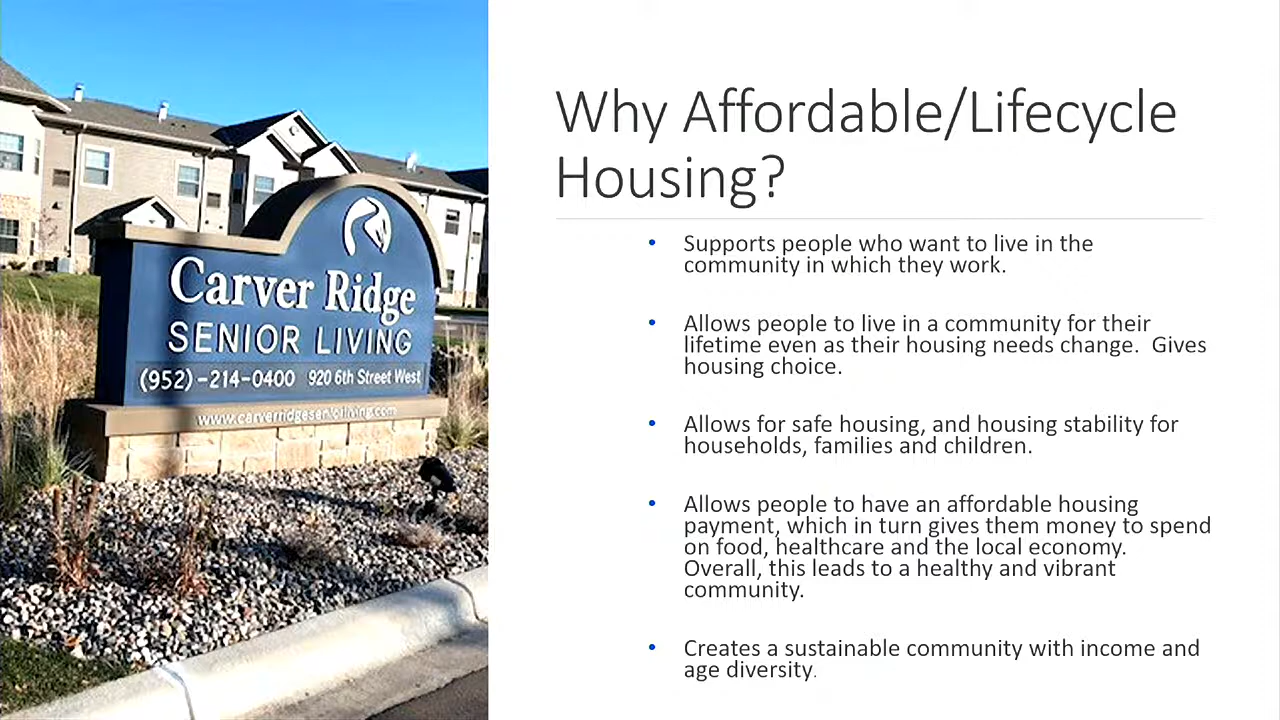 Carver Ridge
SENIOR LIVING
(952)-214-0400 920 6th Street West
www.carverridgeseniorliving.com
Why Affordable/Lifecycle
Housing?
• Supports people who want to live in the
community in which they work.
• Allows people to live in a community for their
lifetime even as their housing needs change.  Gives
housing choice.
• Allows for safe housing, and housing stability for
households, families and children.
• Allows people to have an affordable housing
payment, which in turn gives them money to spend
on food, healthcare and the local economy.
Overall, this leads to a healthy and vibrant
community.
• Creates a sustainable community with income and
age diversity.